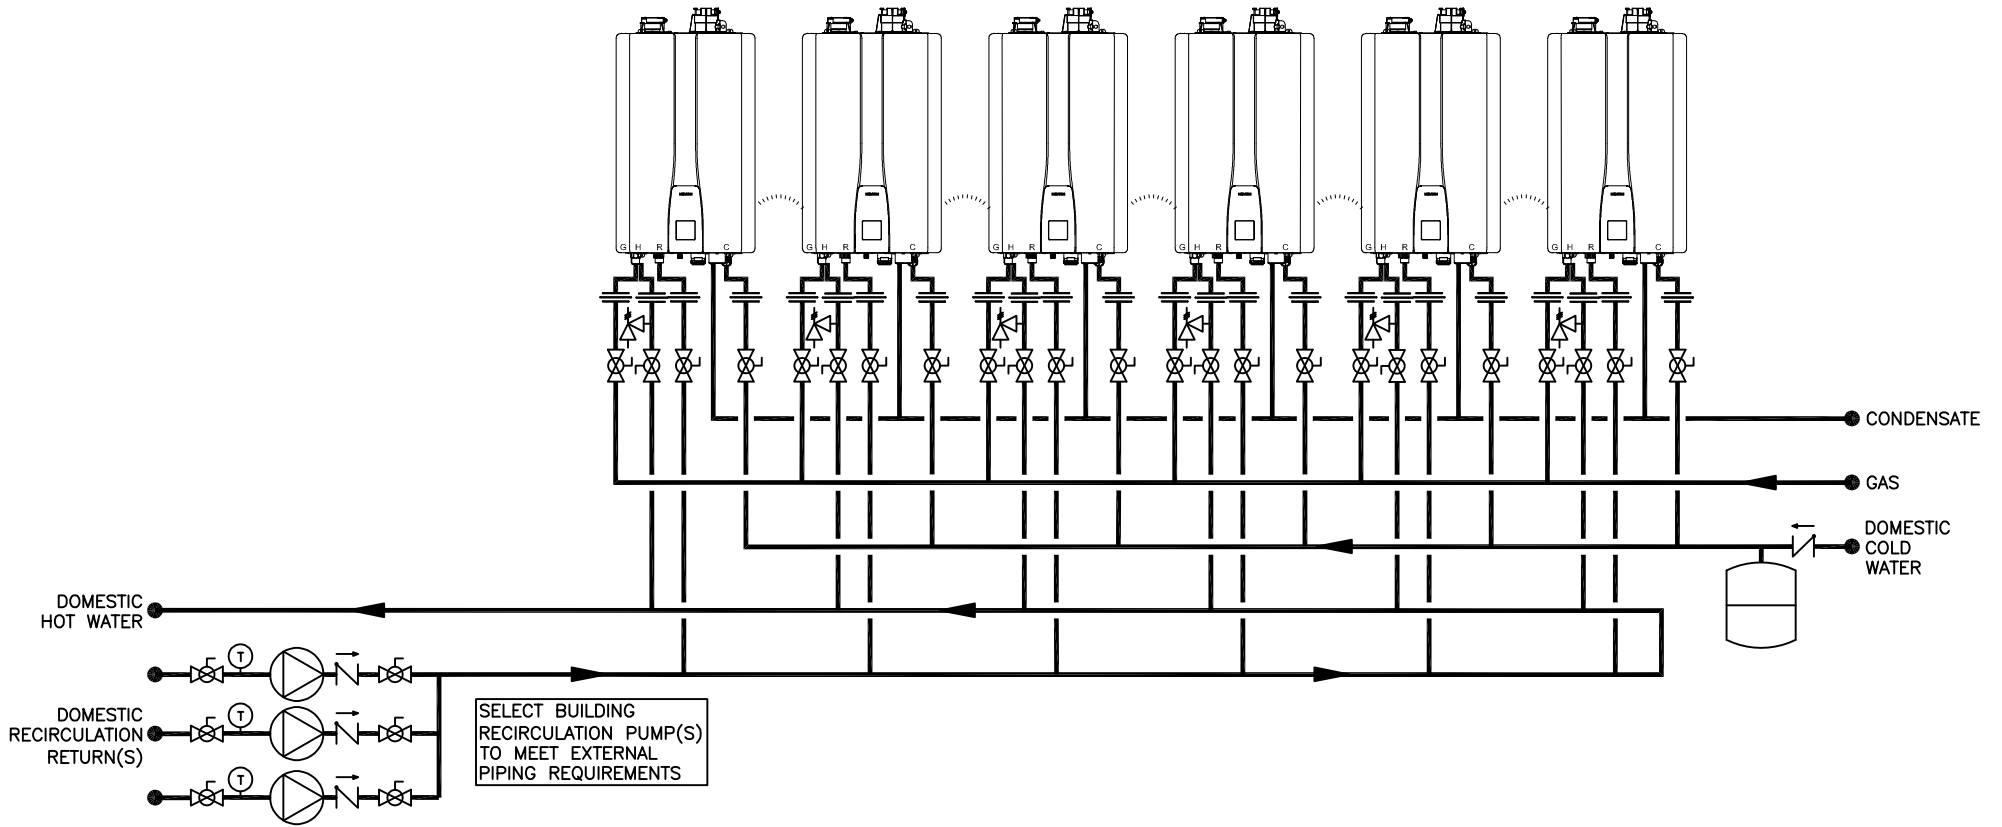 G H R C
G H R C
G H R C
G H R C
G H R C
G H R C
CONDENSATE
GAS
DOMESTIC
COLD
WATER
DOMESTIC
HOT WATER
T
DOMESTIC
RECIRCULATION
RETURN(S)
T
T
SELECT BUILDING
RECIRCULATION PUMP(S)
TO MEET EXTERNAL
PIPING REQUIREMENTS